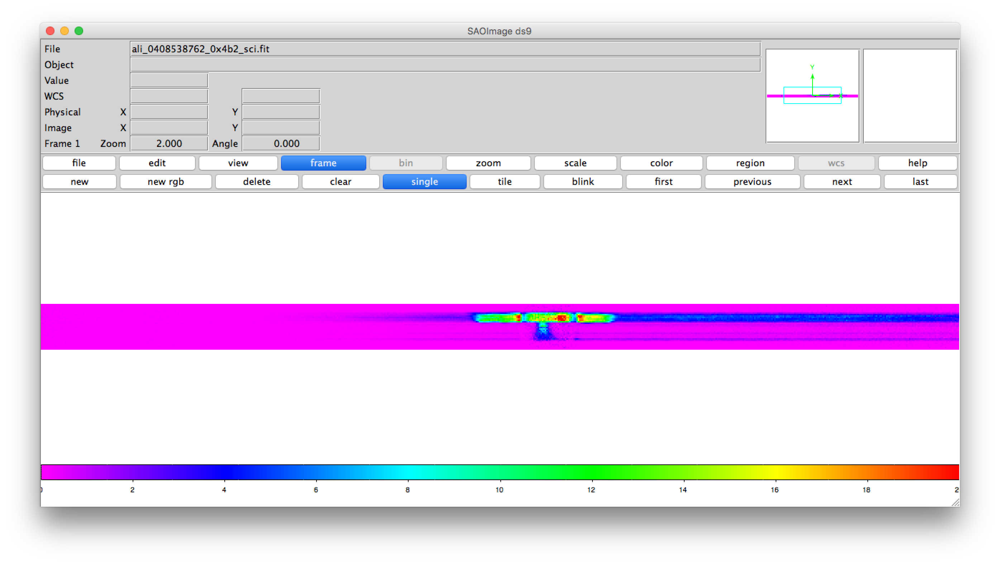 SAOImage ds9
File ali_0408538762_0x4b2_sci.fit
Object
Value
WCS
Physical X Y
Image X Y
Frame 1 Zoom 2.000 Angle 0.000
Y
X
file edit view frame bin zoom scale color region wcs help
new new rgb delete clear single tile blink first previous next last
2 4 6 8 10 12 14 16 18 2